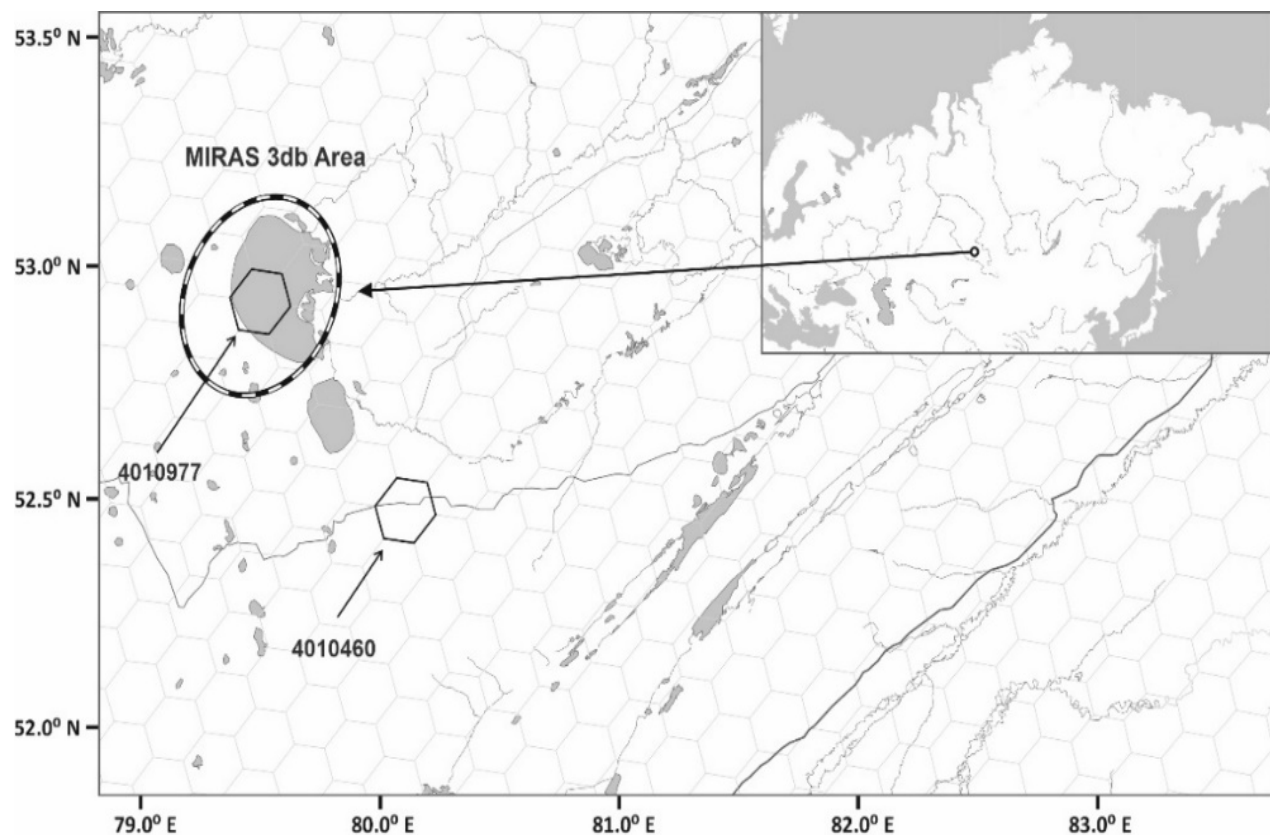 53.5⁰ N
MIRAS 3db Area
53.0⁰ N
4010977
52.5⁰ N
4010460
52.0⁰ N
79.0⁰ E
80.0⁰ E
81.0⁰ E
82.0⁰ E
83.0⁰ E